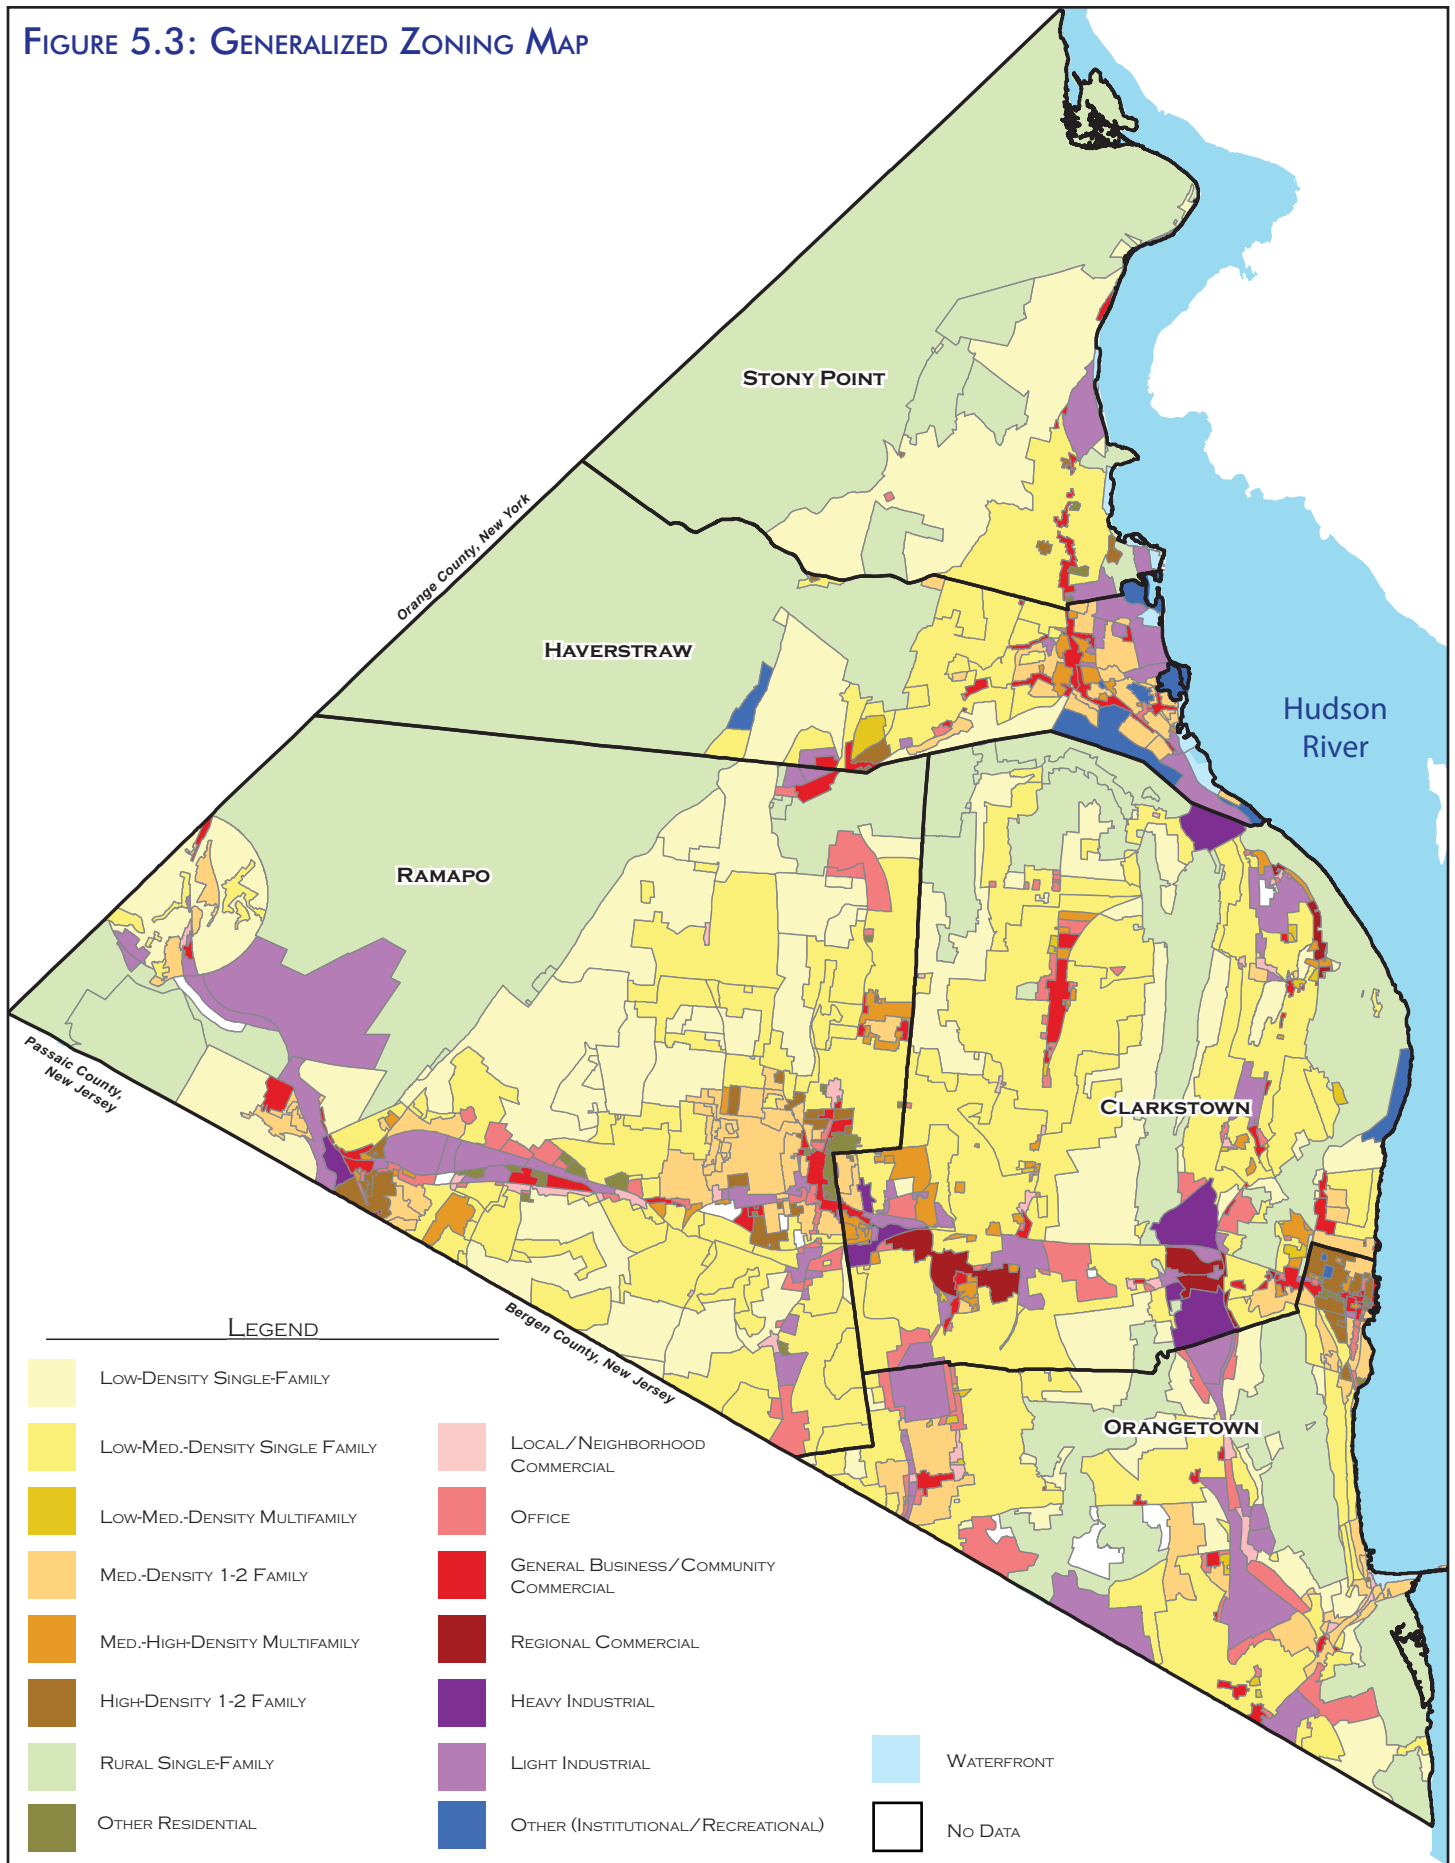 Figure 5.3: Generalized Zoning Map
Stony Point
Orange County, New York
Haverstraw
Hudson
River
Ramapo
Passaic County,
New Jersey
Clarkstown
Bergen County, New Jersey
Orangetown
Legend
Low-Density Single-Family
Low-Med.-Density Single Family
Low-Med.-Density Multifamily
Med.-Density 1-2 Family
Med.-High-Density Multifamily
High-Density 1-2 Family
Rural Single-Family
Other Residential
Local/Neighborhood
Commercial
Office
General Business/Community
Commercial
Regional Commercial
Heavy Industrial
Light Industrial
Other (Institutional/Recreational)
Waterfront
No Data